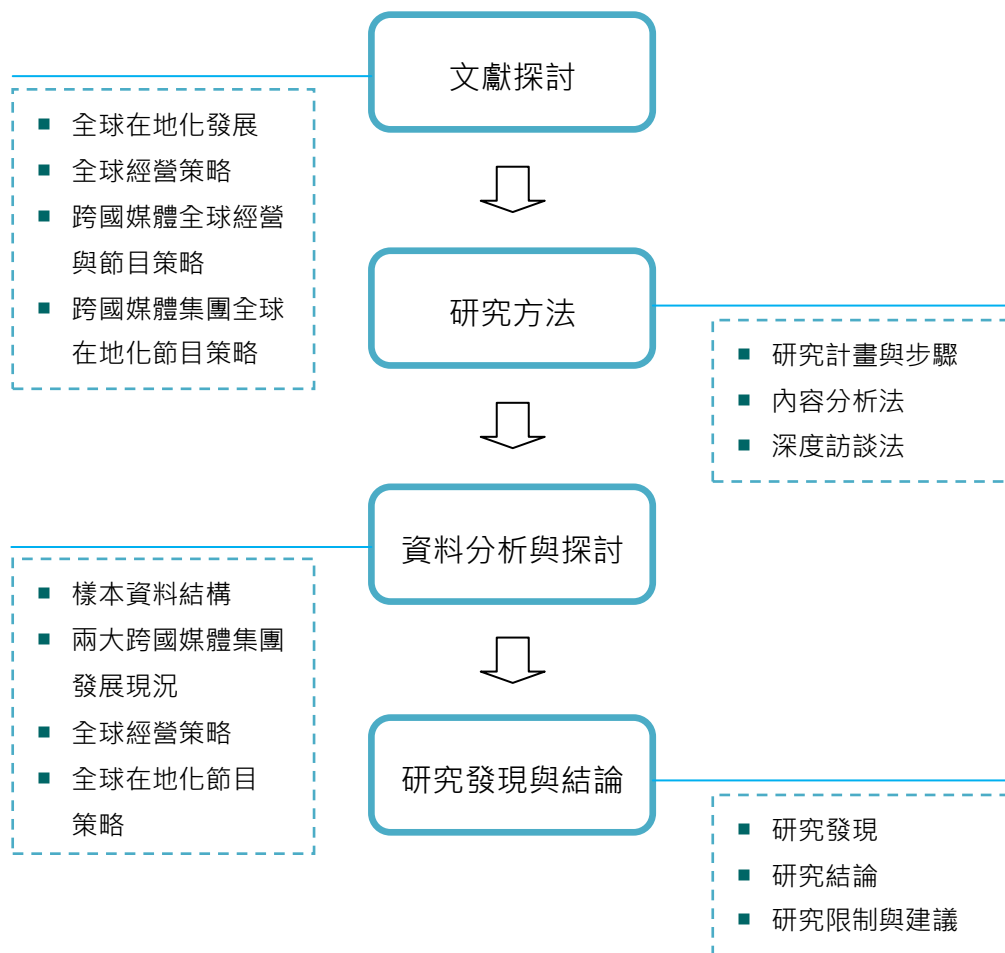 文獻探討
■ 全球在地化發展
■ 全球經營策略
■ 跨國媒體全球經營
與節目策略
■ 跨國媒體集團全球
在地化節目策略
研究方法
■ 研究計畫與步驟
■ 內容分析法
■ 深度訪談法
資料分析與探討
■ 樣本資料結構
■ 兩大跨國媒體集團
發展現況
■ 全球經營策略
■ 全球在地化節目
策略
研究發現與結論
■ 研究發現
■ 研究結論
■ 研究限制與建議